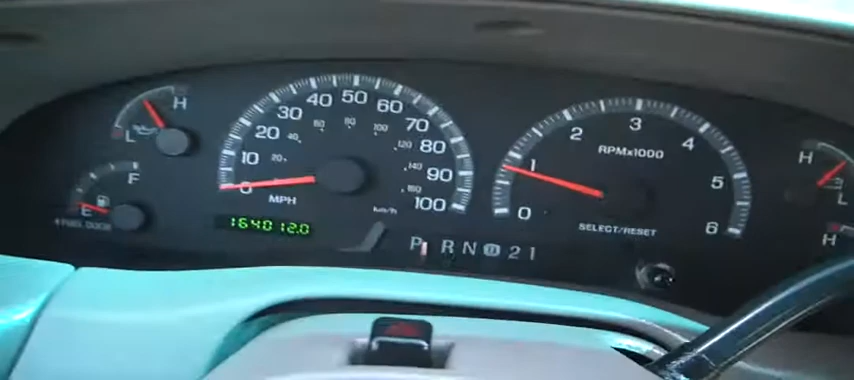 H
L
F
E
FUEL DOOR
0 10 20 30 40 50 60 70 80 90 100
20 40 60 80 100 120 140 160
MPH
km/h
164012.0
P R N D 2 1
0 1 2 3 4 5 6
RPMx1000
SELECT/RESET
H
L
H